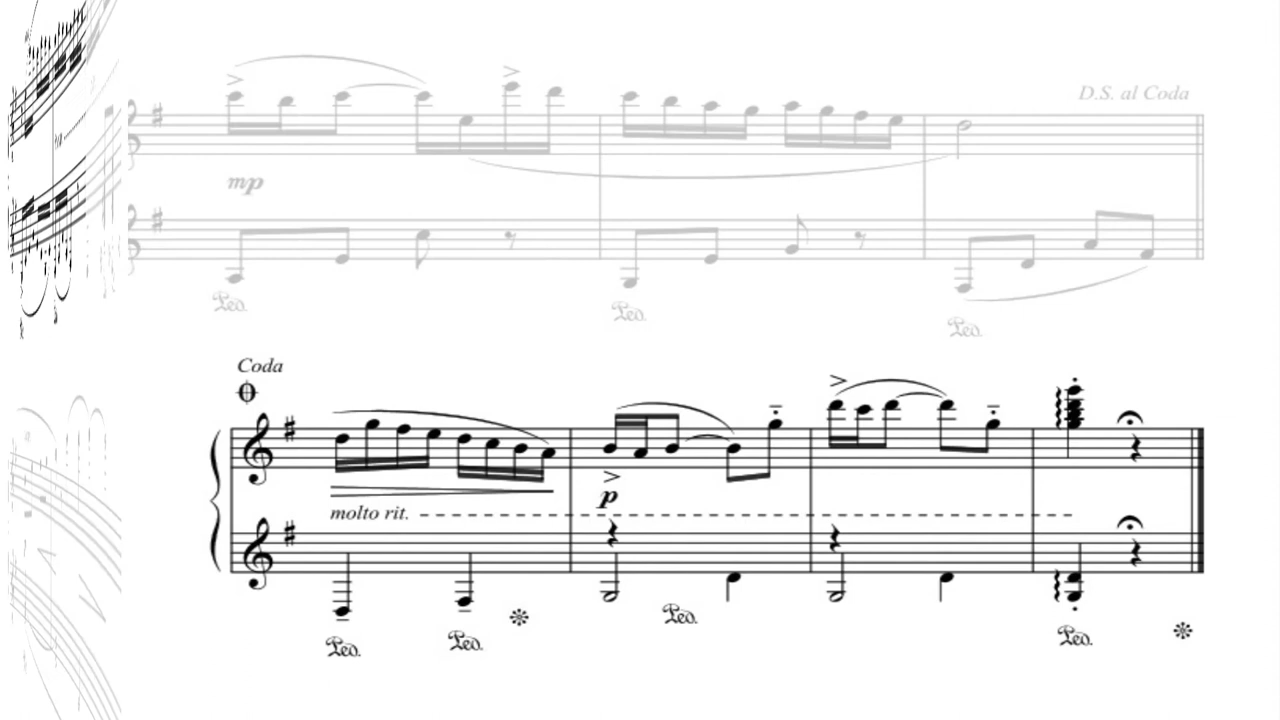 D.S. al Coda
mp
Ped. Ped. Ped.
Coda
p
molto rit.
Ped. Ped. Ped. Ped.